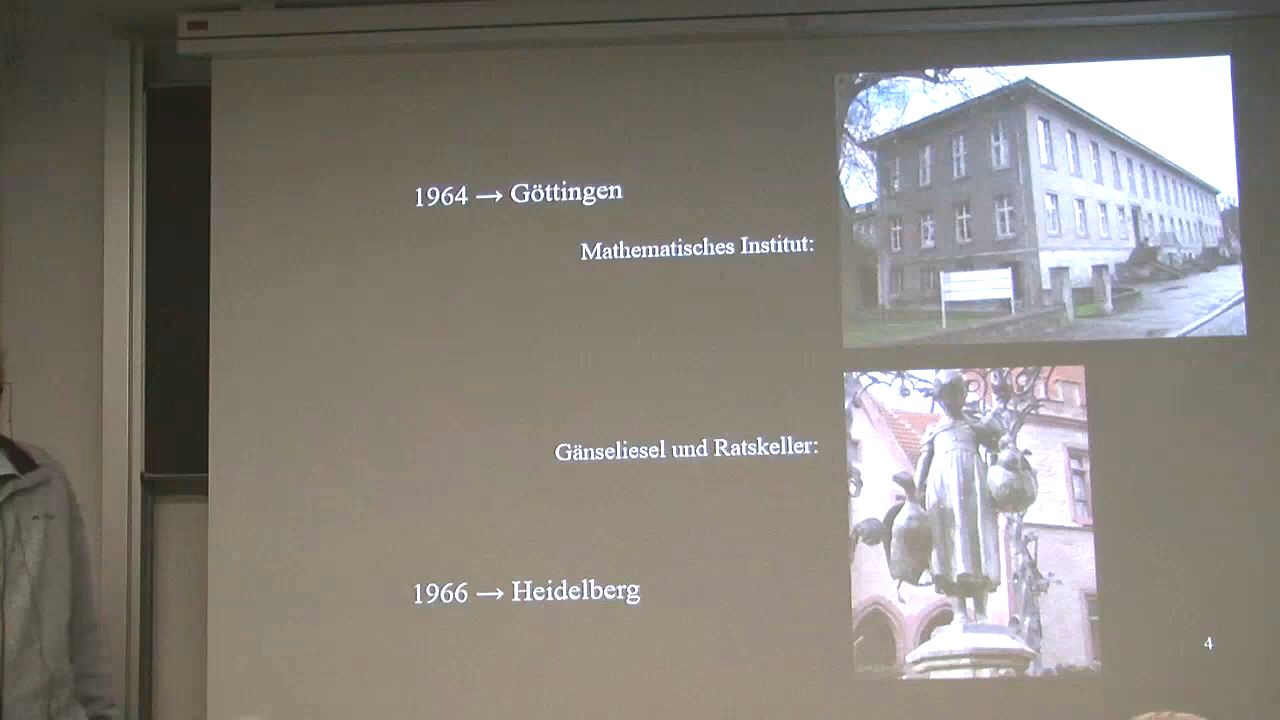 1964 → Göttingen
Mathematisches Institut:
Gänseliesel und Ratskeller:
1966 → Heidelberg
4